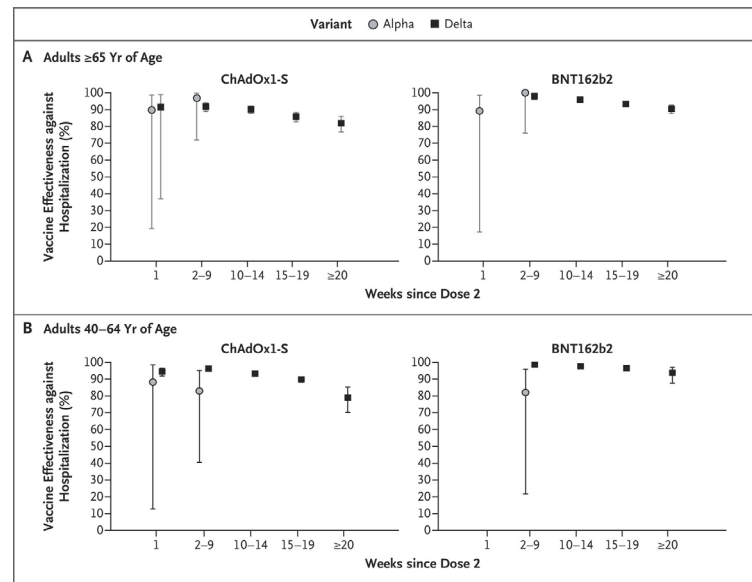 Variant Alpha Delta
A Adults ≥65 Yr of Age
ChAdOx1-S
Vaccine Effectiveness against
Hospitalization (%)
100
90
80
70
60
50
40
30
20
10
0
1 2–9 10–14 15–19 ≥20
BNT162b2
100
90
80
70
60
50
40
30
20
10
0
1 2–9 10–14 15–19 ≥20
Weeks since Dose 2
B Adults 40–64 Yr of Age
ChAdOx1-S
Vaccine Effectiveness against
Hospitalization (%)
100
90
80
70
60
50
40
30
20
10
0
1 2–9 10–14 15–19 ≥20
BNT162b2
100
90
80
70
60
50
40
30
20
10
0
1 2–9 10–14 15–19 ≥20
Weeks since Dose 2